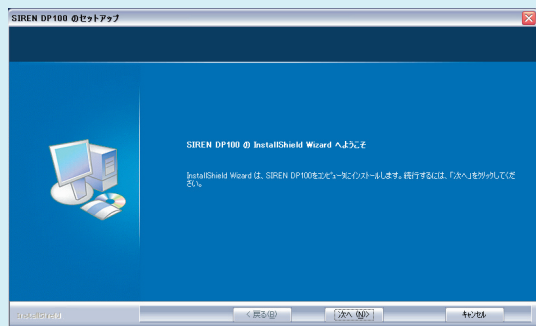 SIREN DP100 のセットアップ
SIREN DP100 の InstallShield Wizard へようこそ
InstallShield Wizard は、SIREN DP100をコンピュータにインストールします。続行するには、「次へ」をクリックしてくだ
さい。
InstallShield
< 戻る(B) 次へ (N)> キャンセル